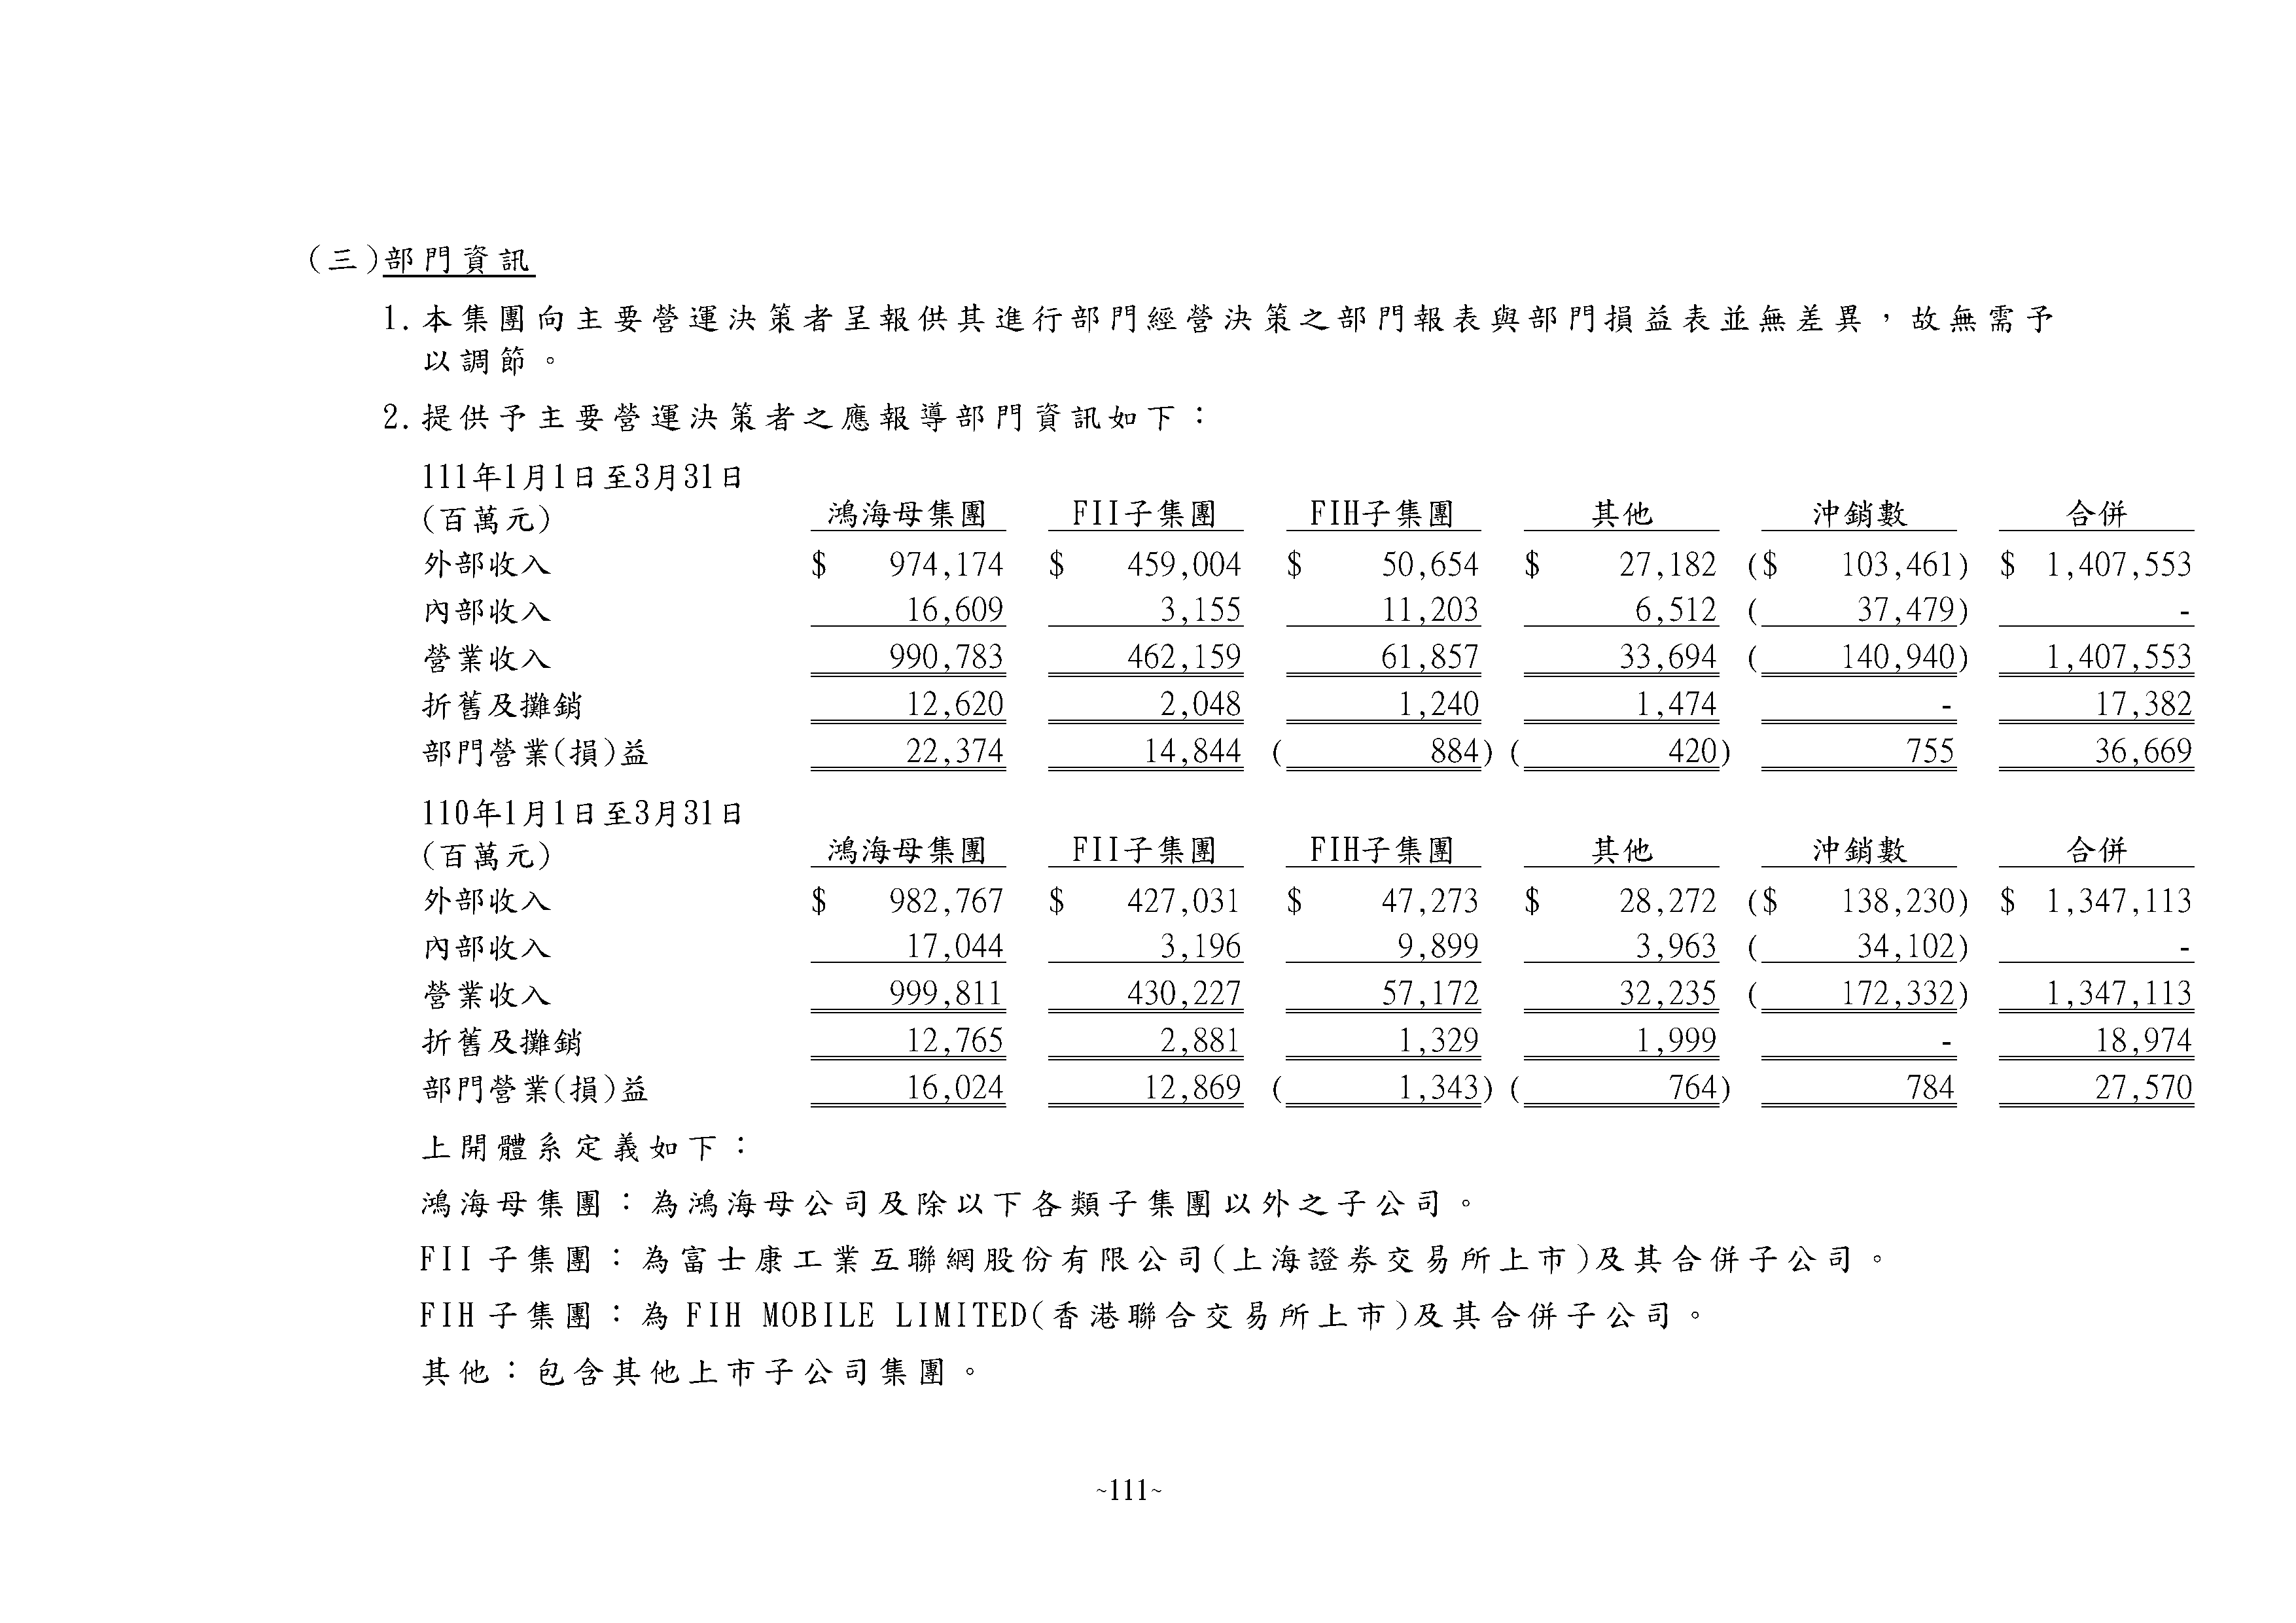 (三)部門資訊
1.本集團向主要營運決策者呈報供其進行部門經營決策之部門報表與部門損益表並無差異，故無需予
以調節。
2.提供予主要營運決策者之應報導部門資訊如下：
111年1月1日至3月31日
(百萬元) 鴻海母集團 FII子集團 FIH子集團 其他 沖銷數 合併
外部收入 $ 974,174 $ 459,004 $ 50,654 $ 27,182 ($ 103,461) $ 1,407,553
內部收入 16,609 3,155 11,203 6,512 ( 37,479) -
營業收入 990,783 462,159 61,857 33,694 ( 140,940) 1,407,553
折舊及攤銷 12,620 2,048 1,240 1,474 - 17,382
部門營業(損)益 22,374 14,844 ( 884) ( 420) 755 36,669
110年1月1日至3月31日
(百萬元) 鴻海母集團 FII子集團 FIH子集團 其他 沖銷數 合併
外部收入 $ 982,767 $ 427,031 $ 47,273 $ 28,272 ($ 138,230) $ 1,347,113
內部收入 17,044 3,196 9,899 3,963 ( 34,102) -
營業收入 999,811 430,227 57,172 32,235 ( 172,332) 1,347,113
折舊及攤銷 12,765 2,881 1,329 1,999 - 18,974
部門營業(損)益 16,024 12,869 ( 1,343) ( 764) 784 27,570
上開體系定義如下：
鴻海母集團：為鴻海母公司及除以下各類子集團以外之子公司。
FII 子集團：為富士康工業互聯網股份有限公司(上海證券交易所上市)及其合併子公司。
FIH 子集團：為 FIH MOBILE LIMITED(香港聯合交易所上市)及其合併子公司。
其他：包含其他上市子公司集團。
~111~